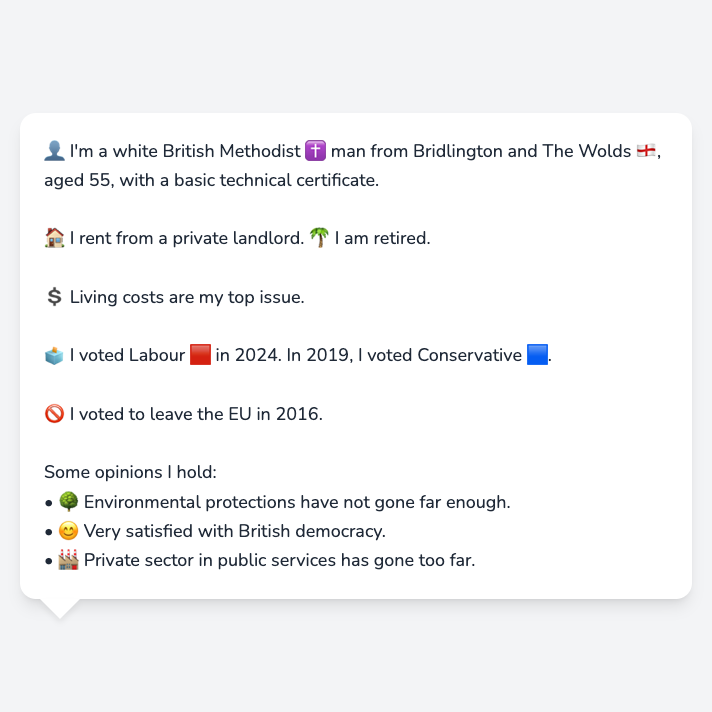 👤 I'm a white British Methodist ✝️ man from Bridlington and The Wolds 🏴󠁧󠁢󠁥󠁮󠁧󠁿,
aged 55, with a basic technical certificate.
🏠 I rent from a private landlord. 🌴 I am retired.
💲 Living costs are my top issue.
🗳️ I voted Labour 🟥 in 2024. In 2019, I voted Conservative 🟦.
🚫 I voted to leave the EU in 2016.
Some opinions I hold:
• 🌳 Environmental protections have not gone far enough.
• 😊 Very satisfied with British democracy.
• 🏭 Private sector in public services has gone too far.